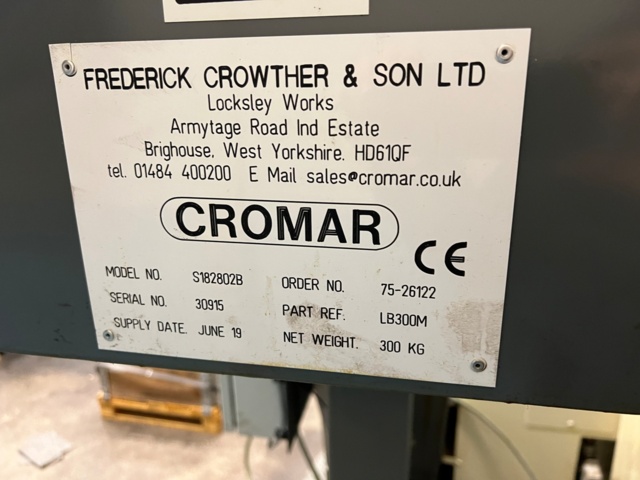 FREDERICK CROWTHER & SON LTD
Locksley Works
Armytage Road Ind Estate
Brighouse, West Yorkshire. HD61QF
tel. 01484 400200 E Mail sales@cromar.co.uk
CROMAR
CE
MODEL NO. S182802B ORDER NO. 75-26122
SERIAL NO. 30915 PART REF. LB300M
SUPPLY DATE. JUNE 19 NET WEIGHT. 300 KG